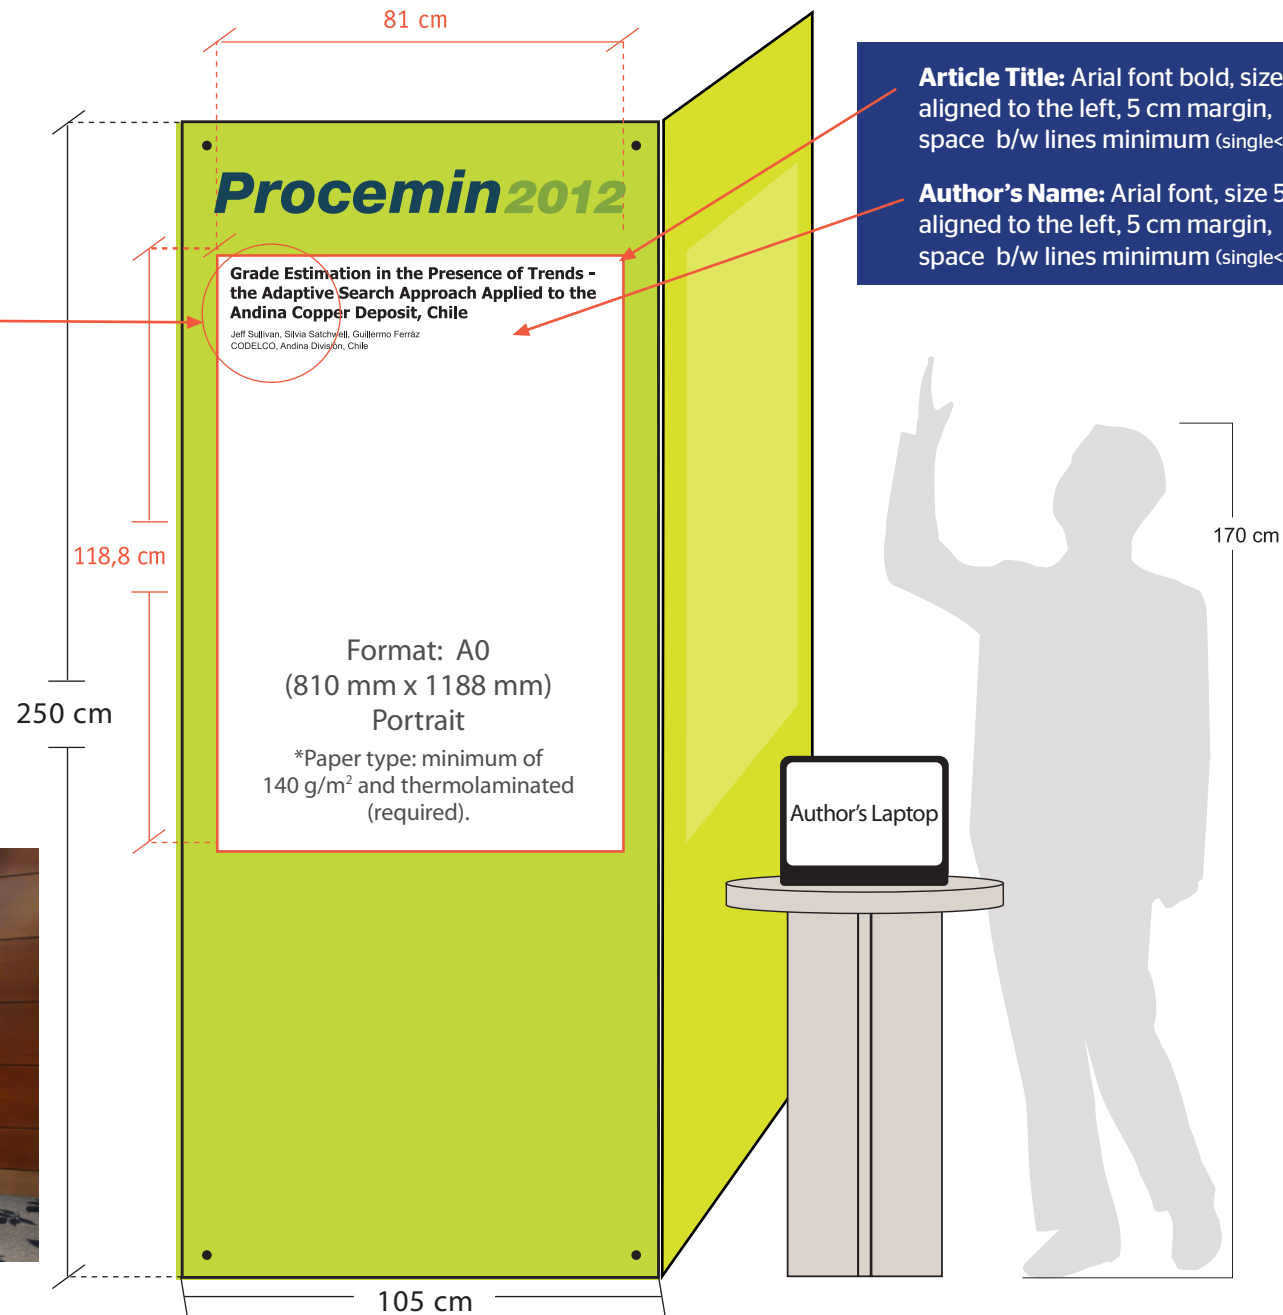 81 cm
Article Title: Arial font bold, size
aligned to the left, 5 cm margin,
space b/w lines minimum (single<
Author's Name: Arial font, size 5
aligned to the left, 5 cm margin,
space b/w lines minimum (single<
Procemin2012
Grade Estimation in the Presence of Trends -
the Adaptive Search Approach Applied to the
Andina Copper Deposit, Chile
Jeff Sullivan, Silvia Satchwell, Guillermo Ferráz
CODELCO, Andina División, Chile
170 cm
118,8 cm
Format: A0
(810 mm x 1188 mm)
Portrait
*Paper type: minimum of
140 g/m² and thermolaminated
(required).
250 cm
Author's Laptop
105 cm